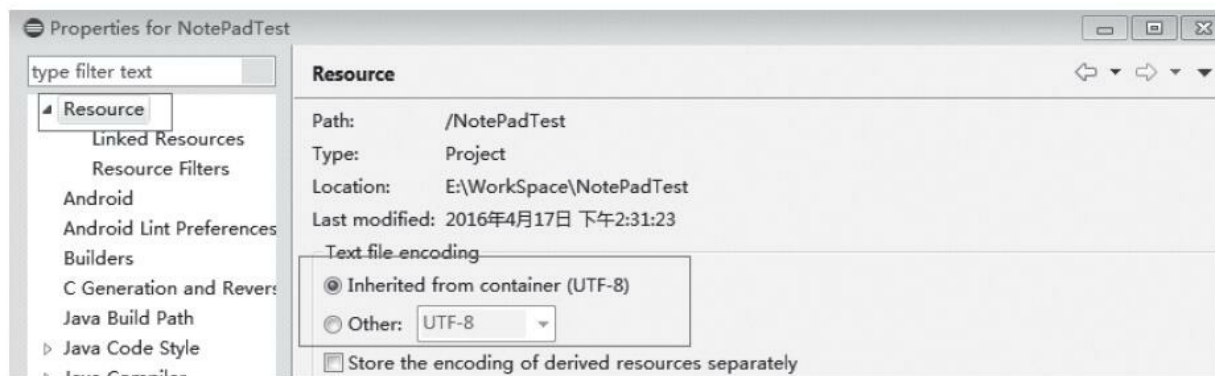 Properties for NotePadTest
type filter text
Resource
Linked Resources
Resource Filters
Android
Android Lint Preferences
Builders
C Generation and Revers
Java Build Path
Java Code Style
Java Compiler
Resource
Path: /NotePadTest
Type: Project
Location: E:\WorkSpace\NotePadTest
Last modified: 2016年4月17日 下午2:31:23
Text file encoding
Inherited from container (UTF-8)
Other: UTF-8
Store the encoding of derived resources separately